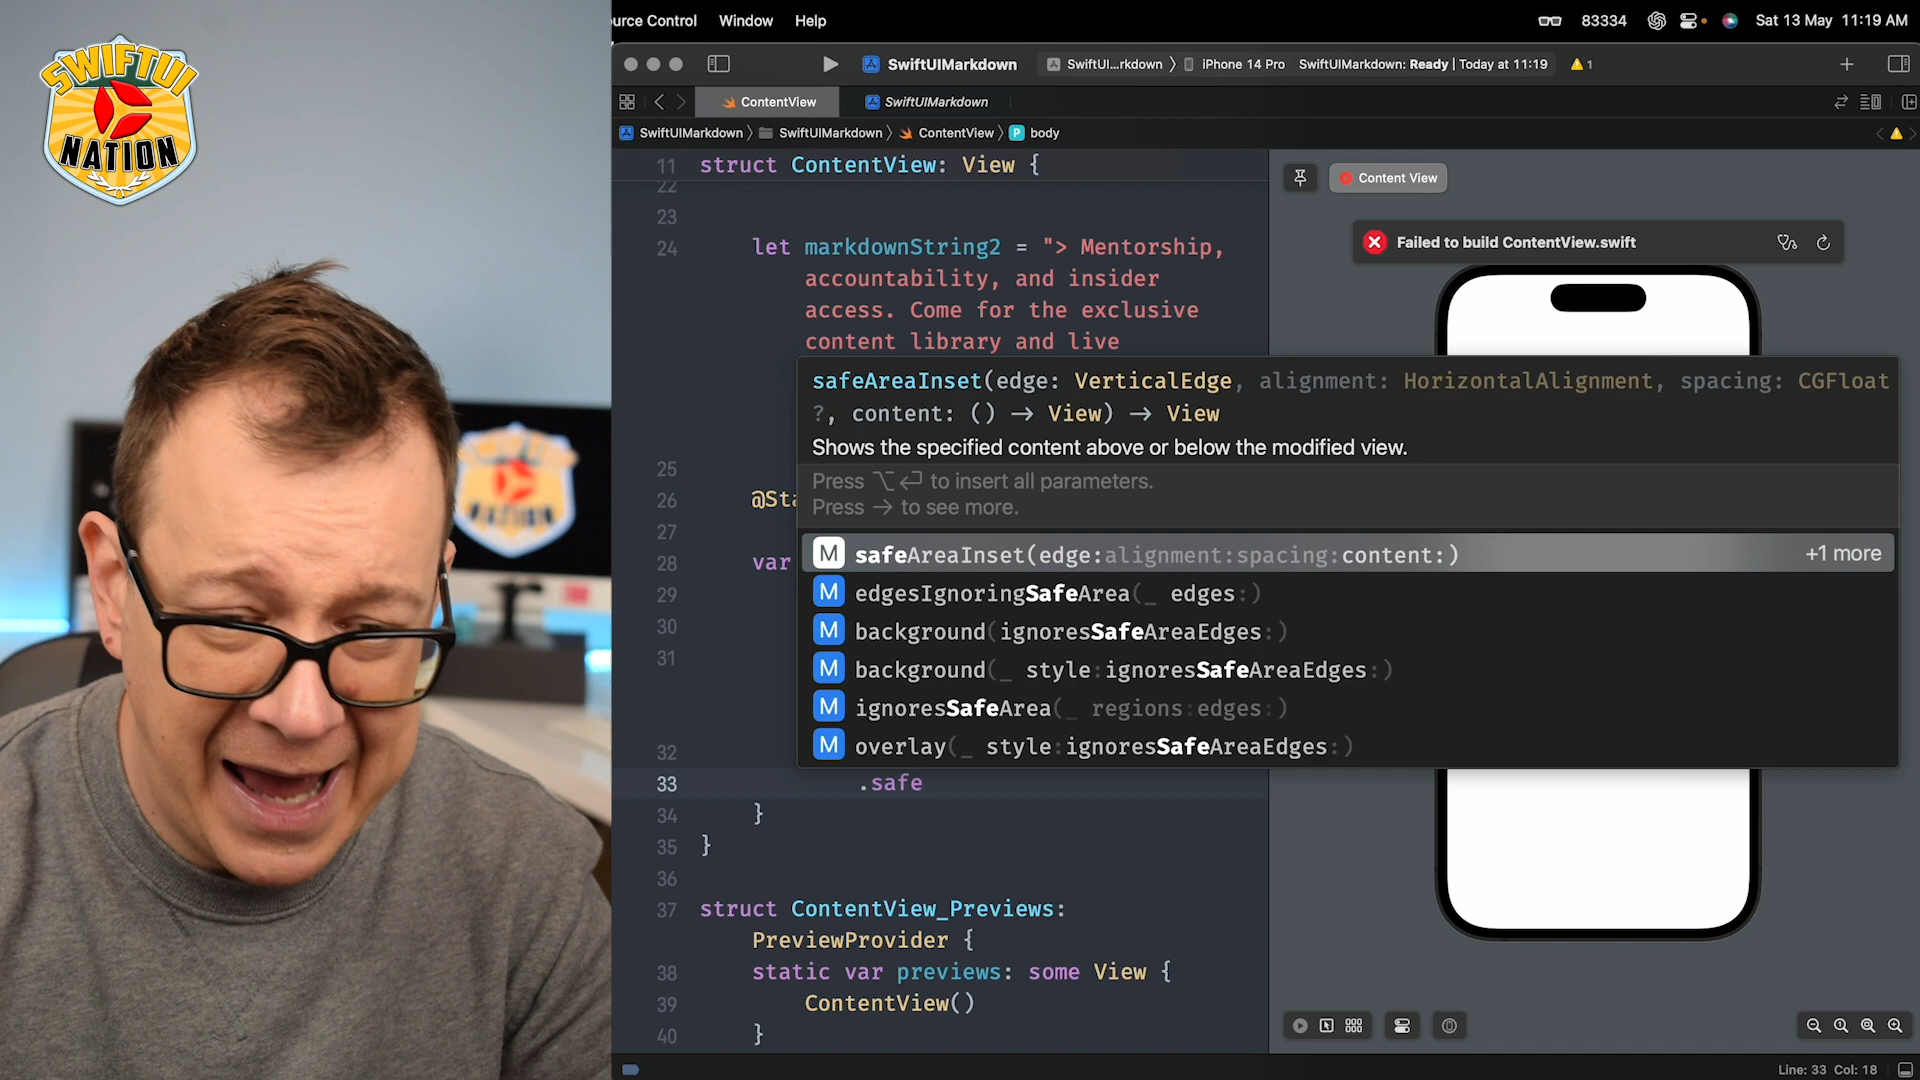 SWIFTUI
NATION
NATION
urce Control Window Help 83334 Sat 13 May 11:19 AM
SwiftUIMarkdown SwiftUI...rkdown 〉 iPhone 14 Pro SwiftUIMarkdown: Ready | Today at 11:19 1
ContentView SwiftUIMarkdown
SwiftUIMarkdown 〉 SwiftUIMarkdown 〉 ContentView 〉 P body
11 struct ContentView: View {
22
23
24 let markdownString2 = "> Mentorship,
accountability, and insider
access. Come for the exclusive
content library and live
25
26 @Sta
27
28 var
29
30
31
32
33 .safe
34 }
35 }
36
37 struct ContentView_Previews:
PreviewProvider {
38 static var previews: some View {
39 ContentView()
40 }
safeAreaInset(edge: VerticalEdge, alignment: HorizontalAlignment, spacing: CGFloat
?, content: () → View) → View
Shows the specified content above or below the modified view.
Press ⌥⏎ to insert all parameters.
Press → to see more.
M safeAreaInset(edge:alignment:spacing:content:) +1 more
M edgesIgnoringSafeArea(_ edges:)
M background(ignoresSafeAreaEdges:)
M background(_ style:ignoresSafeAreaEdges:)
M ignoresSafeArea(_ regions:edges:)
M overlay(_ style:ignoresSafeAreaEdges:)
Content View
Failed to build ContentView.swift
Line: 33 Col: 18